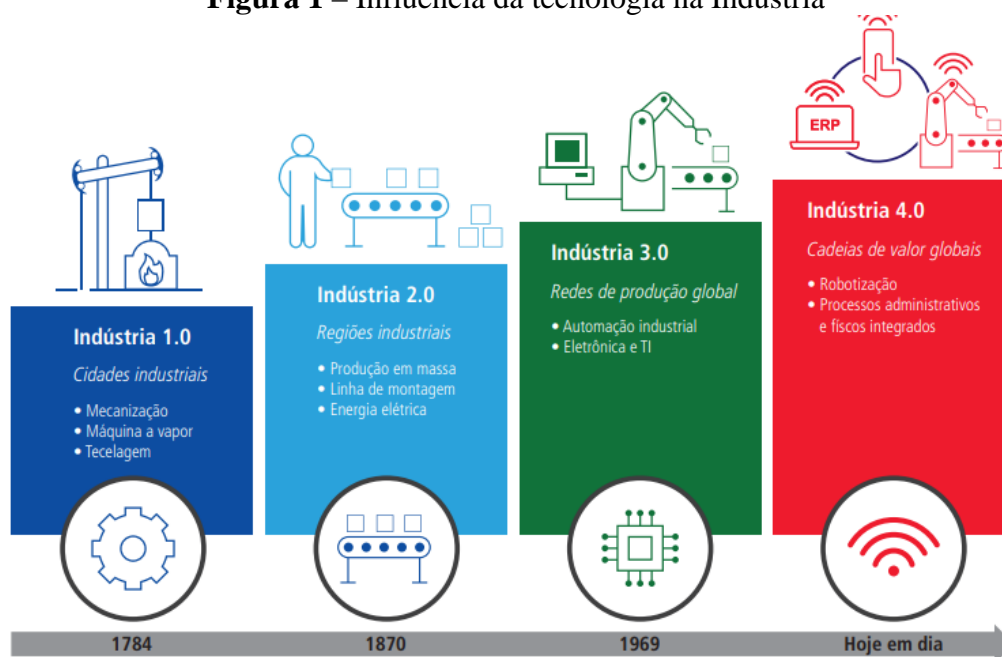 Figura 1 – Influência da tecnologia na Indústria
ERP
Indústria 1.0
Cidades industriais
• Mecanização
• Máquina a vapor
• Tecelagem
Indústria 2.0
Regiões industriais
• Produção em massa
• Linha de montagem
• Energia elétrica
Indústria 3.0
Redes de produção global
• Automação industrial
• Eletrônica e TI
Indústria 4.0
Cadeias de valor globais
• Robotização
• Processos administrativos
e físcos integrados
1784
1870
1969
Hoje em dia